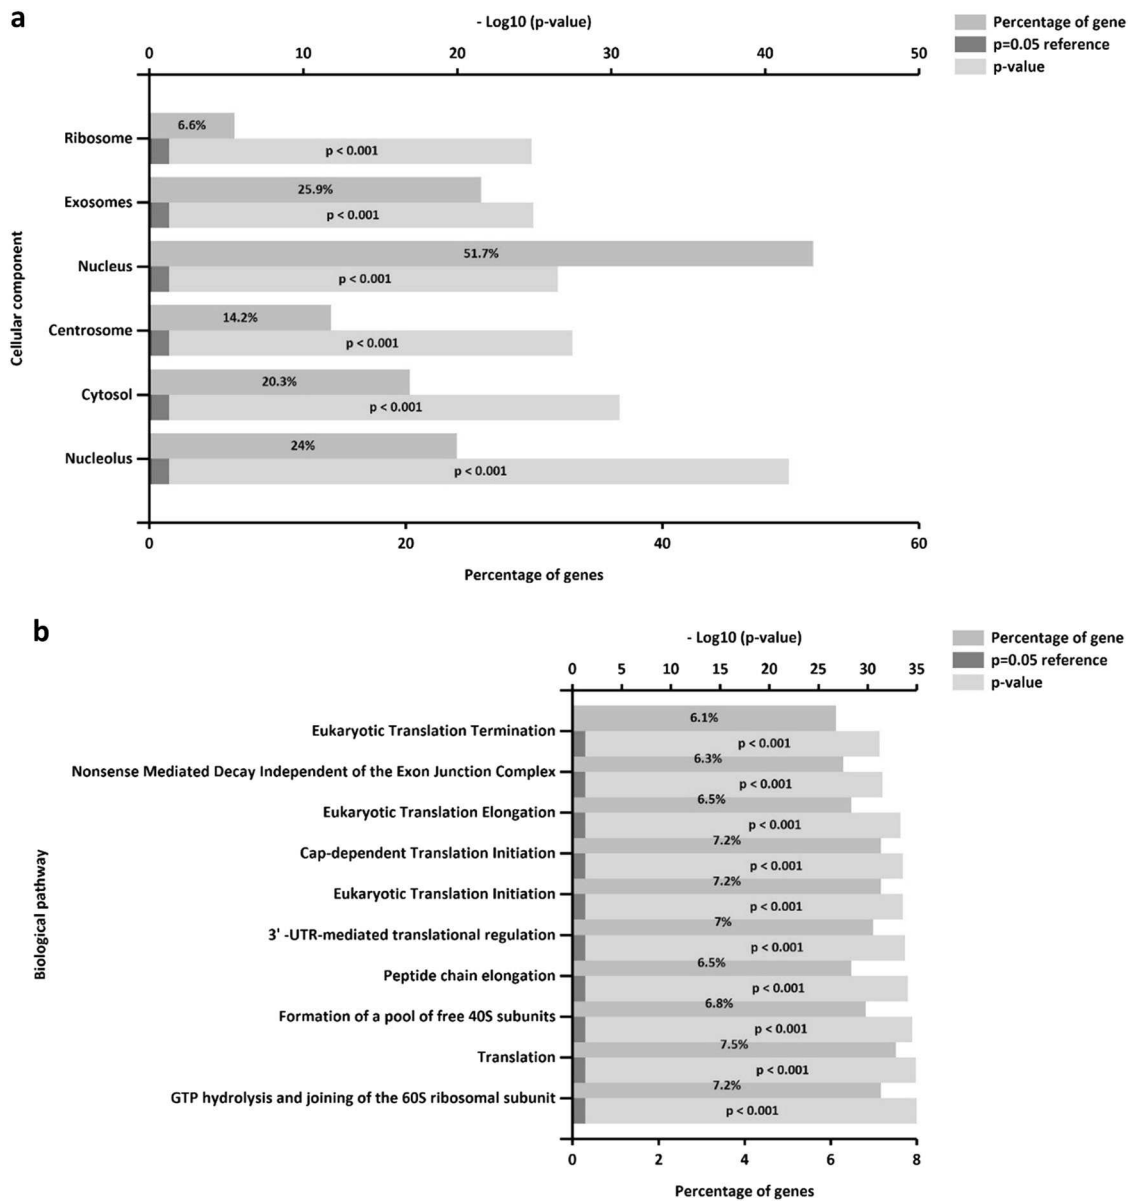 a
- Log10 (p-value)
0 10 20 30 40 50
Percentage of gene
p=0.05 reference
p-value
Cellular component
Ribosome
6.6%
p < 0.001
Exosomes
25.9%
p < 0.001
Nucleus
51.7%
p < 0.001
Centrosome
14.2%
p < 0.001
Cytosol
20.3%
p < 0.001
Nucleolus
24%
p < 0.001
0 20 40 60
Percentage of genes
b
- Log10 (p-value)
0 5 10 15 20 25 30 35
Percentage of gene
p=0.05 reference
p-value
Biological pathway
Eukaryotic Translation Termination
6.1%
p < 0.001
Nonsense Mediated Decay Independent of the Exon Junction Complex
6.3%
p < 0.001
Eukaryotic Translation Elongation
6.5%
p < 0.001
Cap-dependent Translation Initiation
7.2%
p < 0.001
Eukaryotic Translation Initiation
7.2%
p < 0.001
3' -UTR-mediated translational regulation
7%
p < 0.001
Peptide chain elongation
6.5%
p < 0.001
Formation of a pool of free 40S subunits
6.8%
p < 0.001
Translation
7.5%
p < 0.001
GTP hydrolysis and joining of the 60S ribosomal subunit
7.2%
p < 0.001
0 2 4 6 8
Percentage of genes